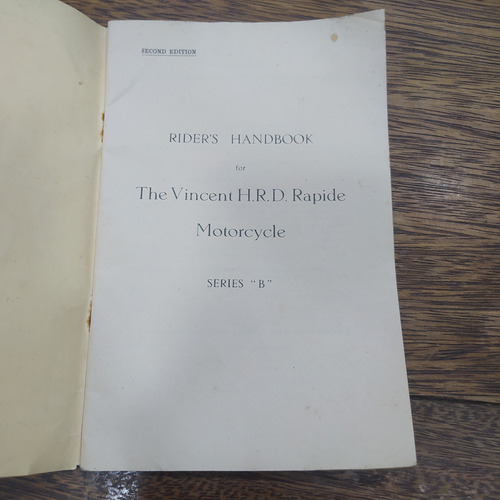 SECOND EDITION
RIDER'S HANDBOOK
for
The Vincent H.R.D. Rapide
Motorcycle
SERIES "B"